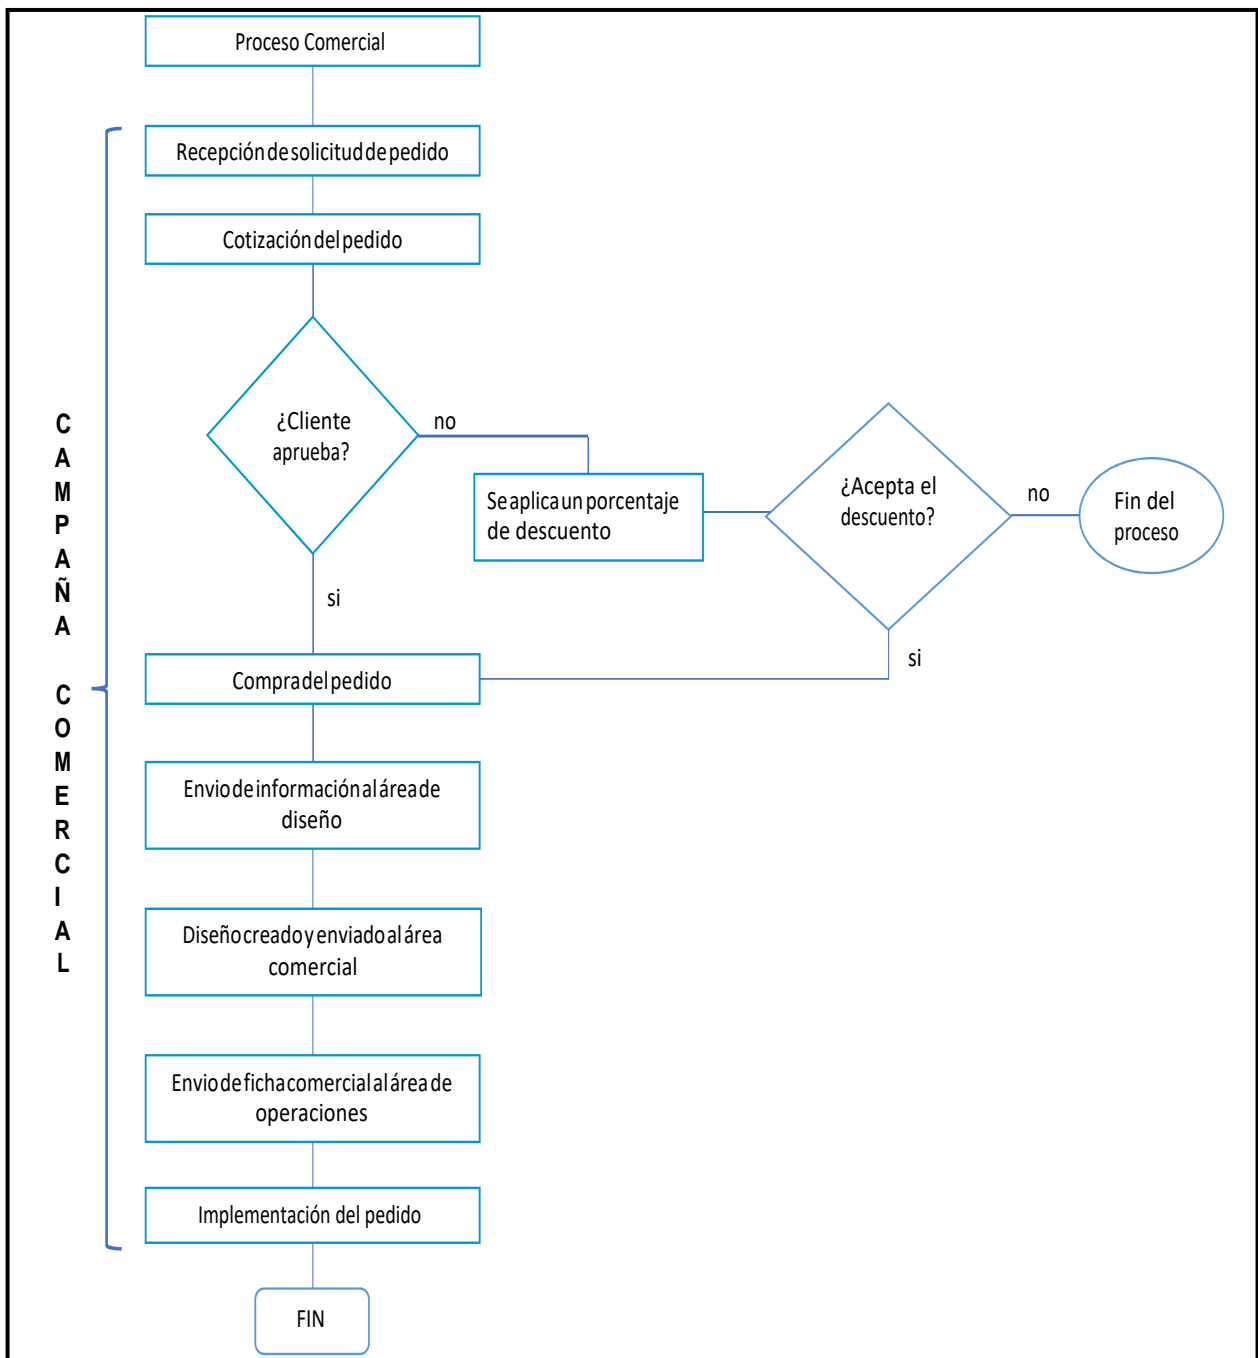 Proceso Comercial
Recepción de solicitud de pedido
Cotización del pedido
¿Cliente
aprueba?
no
Se aplica un porcentaje
de descuento
¿Acepta el
descuento?
no
Fin del
proceso
si
si
Compra del pedido
Envio de información al área de
diseño
Diseño creado y enviado al área
comercial
Envio de ficha comercial al área de
operaciones
Implementación del pedido
FIN
CAMPAÑA COMERCIAL